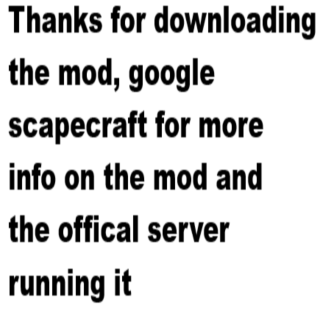 Thanks for downloading
the mod, google
scapecraft for more
info on the mod and
the offical server
running it